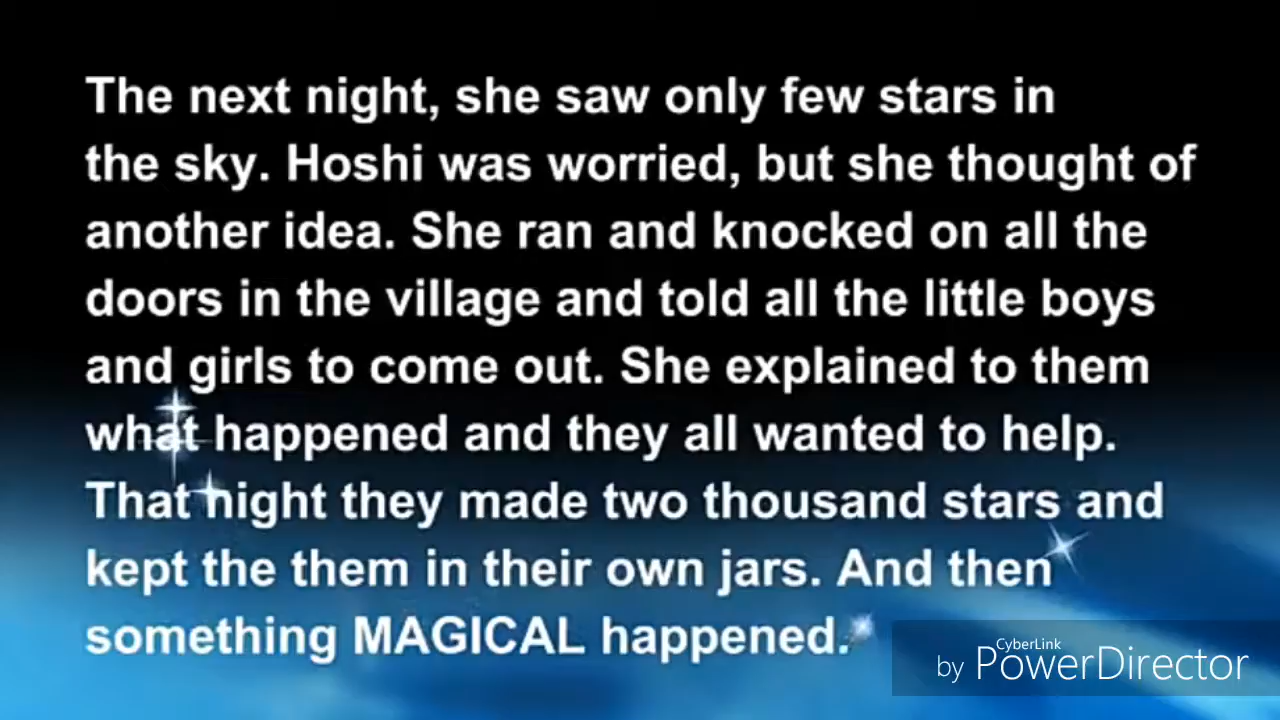 The next night, she saw only few stars in
the sky. Hoshi was worried, but she thought of
another idea. She ran and knocked on all the
doors in the village and told all the little boys
and girls to come out. She explained to them
what happened and they all wanted to help.
That night they made two thousand stars and
kept the them in their own jars. And then
something MAGICAL happened.
CyberLink
by PowerDirector